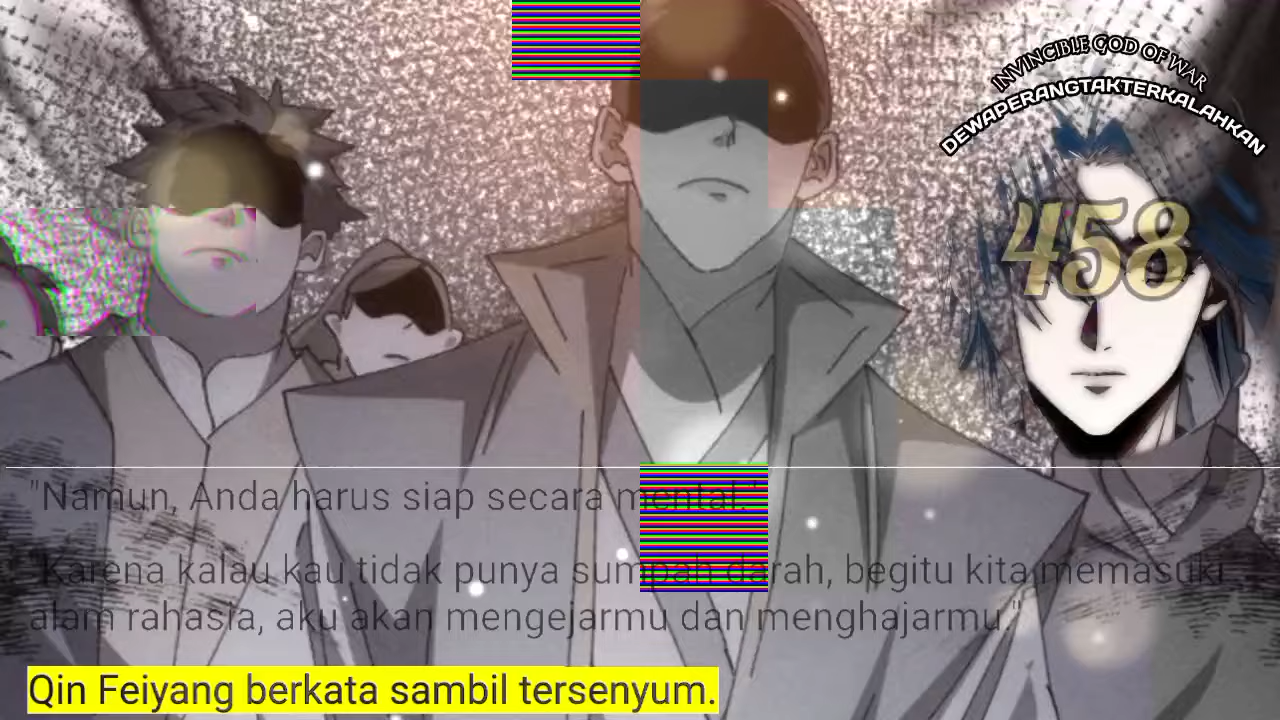 INVINCIBLE GOD OF WAR
DEWAPERANGTAKTERKALAHKAN
458
"Namun, Anda harus siap secara mental."
"Karena kalau kau tidak punya sumpah darah, begitu kita memasuki
alam rahasia, aku akan mengejarmu dan menghajarmu."
Qin Feiyang berkata sambil tersenyum.